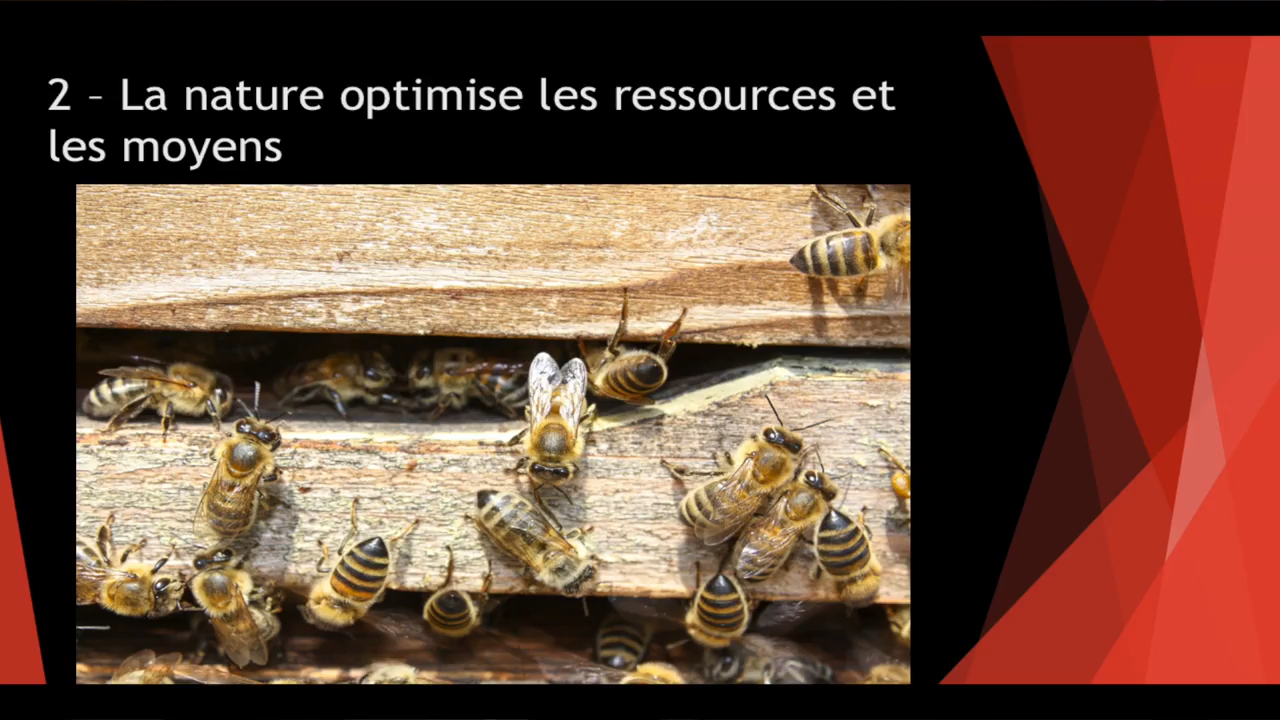 2 – La nature optimise les ressources et
les moyens